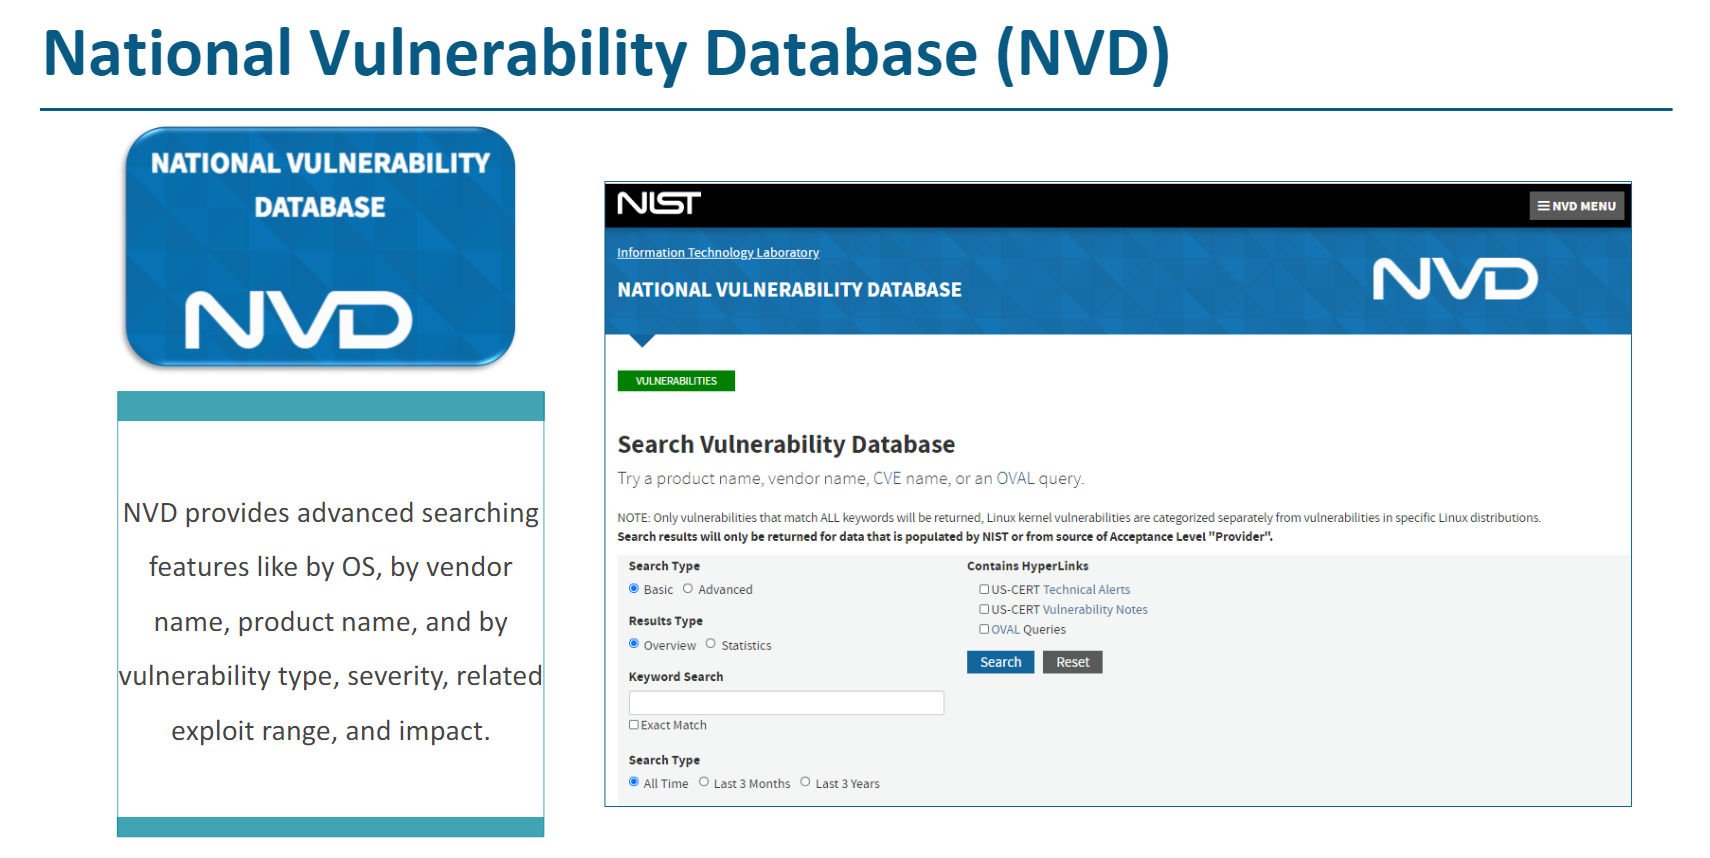 National Vulnerability Database (NVD)
NATIONAL VULNERABILITY
DATABASE
NVD
NVD provides advanced searching
features like by OS, by vendor
name, product name, and by
vulnerability type, severity, related
exploit range, and impact.
NIST
NVD MENU
Information Technology Laboratory
NATIONAL VULNERABILITY DATABASE
NVD
VULNERABILITIES
Search Vulnerability Database
Try a product name, vendor name, CVE name, or an OVAL query.
NOTE: Only vulnerabilities that match ALL keywords will be returned, Linux kernel vulnerabilities are categorized separately from vulnerabilities in specific Linux distributions.
Search results will only be returned for data that is populated by NIST or from source of Acceptance Level "Provider".
Search Type
Basic Advanced
Results Type
Overview Statistics
Keyword Search
Exact Match
Search Type
All Time Last 3 Months Last 3 Years
Contains HyperLinks
US-CERT Technical Alerts
US-CERT Vulnerability Notes
OVAL Queries
Search Reset